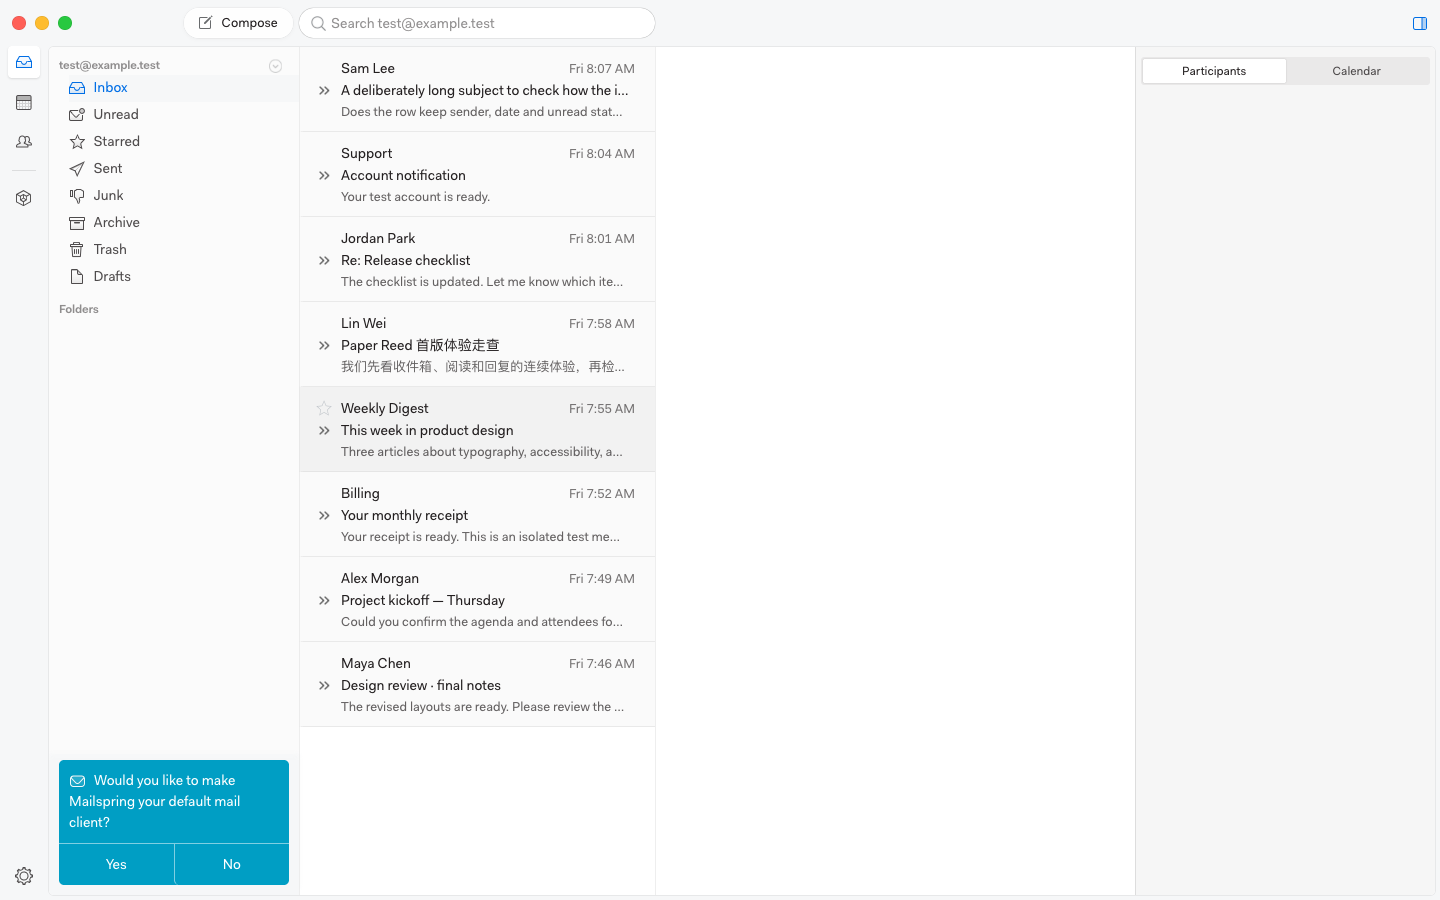 Compose
Search test@example.test
test@example.test
Inbox
Unread
Starred
Sent
Junk
Archive
Trash
Drafts
Folders
Would you like to make
Mailspring your default mail
client?
Yes
No
Sam Lee Fri 8:07 AM
A deliberately long subject to check how the i...
Does the row keep sender, date and unread stat...
Support Fri 8:04 AM
Account notification
Your test account is ready.
Jordan Park Fri 8:01 AM
Re: Release checklist
The checklist is updated. Let me know which ite...
Lin Wei Fri 7:58 AM
Paper Reed 首版体验走查
我们先看收件箱、阅读和回复的连续体验，再检...
Weekly Digest Fri 7:55 AM
This week in product design
Three articles about typography, accessibility, a...
Billing Fri 7:52 AM
Your monthly receipt
Your receipt is ready. This is an isolated test me...
Alex Morgan Fri 7:49 AM
Project kickoff — Thursday
Could you confirm the agenda and attendees fo...
Maya Chen Fri 7:46 AM
Design review · final notes
The revised layouts are ready. Please review the ...
Participants
Calendar